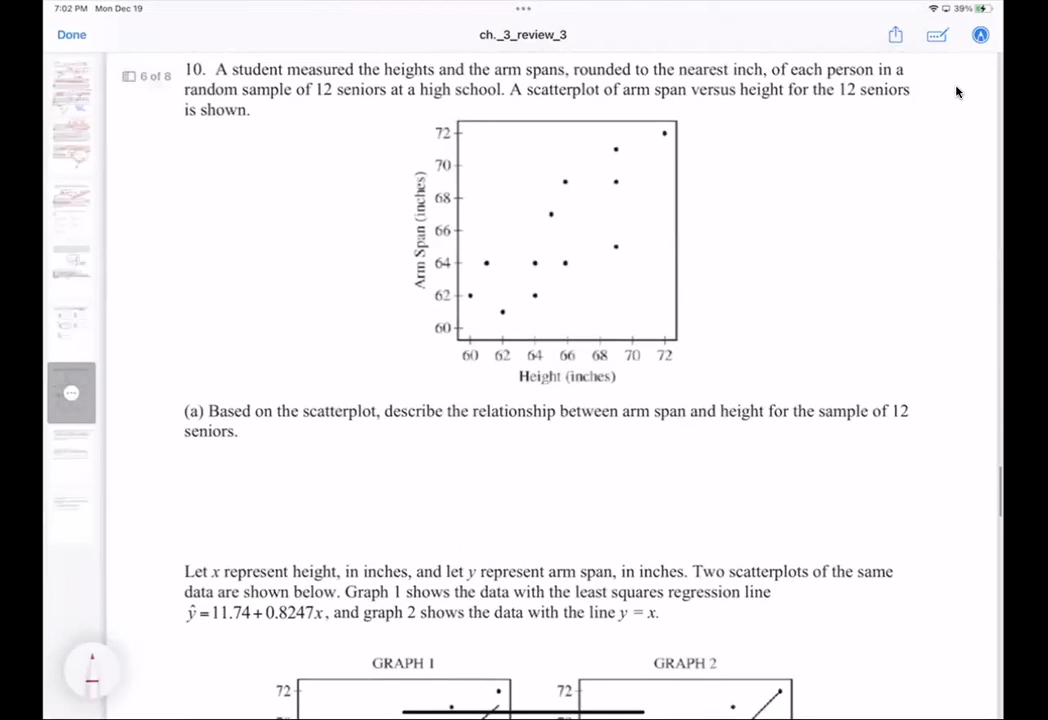 7:02 PM Mon Dec 19
39%
Done
ch._3_review_3
6 of 8
10. A student measured the heights and the arm spans, rounded to the nearest inch, of each person in a
random sample of 12 seniors at a high school. A scatterplot of arm span versus height for the 12 seniors
is shown.
72
70
68
66
64
62
60
Arm Span (inches)
60 62 64 66 68 70 72
Height (inches)
(a) Based on the scatterplot, describe the relationship between arm span and height for the sample of 12
seniors.
Let x represent height, in inches, and let y represent arm span, in inches. Two scatterplots of the same
data are shown below. Graph 1 shows the data with the least squares regression line
ŷ = 11.74 + 0.8247x, and graph 2 shows the data with the line y = x.
GRAPH 1
GRAPH 2
72
72